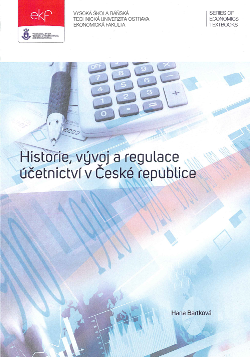 ekf
VYSOKÁ ŠKOLA BÁŇSKÁ
TECHNICKÁ UNIVERZITA OSTRAVA
EKONOMICKÁ FAKULTA
SERIES OF
ECONOMICS
TEXTBOOKS
Historie, vývoj a regulace
účetnictví v České republice
Hana Bartková